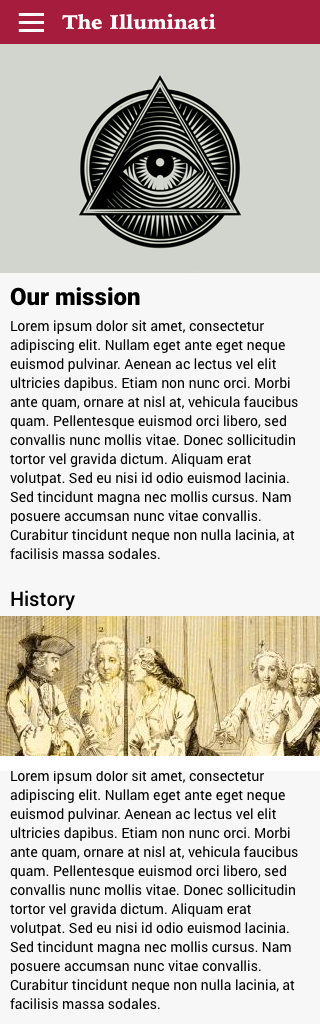 The Illuminati
Our mission
Lorem ipsum dolor sit amet, consectetur
adipiscing elit. Nullam eget ante eget neque
euismod pulvinar. Aenean ac lectus vel elit
ultricies dapibus. Etiam non nunc orci. Morbi
ante quam, ornare at nisl at, vehicula faucibus
quam. Pellentesque euismod orci libero, sed
convallis nunc mollis vitae. Donec sollicitudin
tortor vel gravida dictum. Aliquam erat
volutpat. Sed eu nisi id odio euismod lacinia.
Sed tincidunt magna nec mollis cursus. Nam
posuere accumsan nunc vitae convallis.
Curabitur tincidunt neque non nulla lacinia, at
facilisis massa sodales.
History
2
3
4
Lorem ipsum dolor sit amet, consectetur
adipiscing elit. Nullam eget ante eget neque
euismod pulvinar. Aenean ac lectus vel elit
ultricies dapibus. Etiam non nunc orci. Morbi
ante quam, ornare at nisl at, vehicula faucibus
quam. Pellentesque euismod orci libero, sed
convallis nunc mollis vitae. Donec sollicitudin
tortor vel gravida dictum. Aliquam erat
volutpat. Sed eu nisi id odio euismod lacinia.
Sed tincidunt magna nec mollis cursus. Nam
posuere accumsan nunc vitae convallis.
Curabitur tincidunt neque non nulla lacinia, at
facilisis massa sodales.